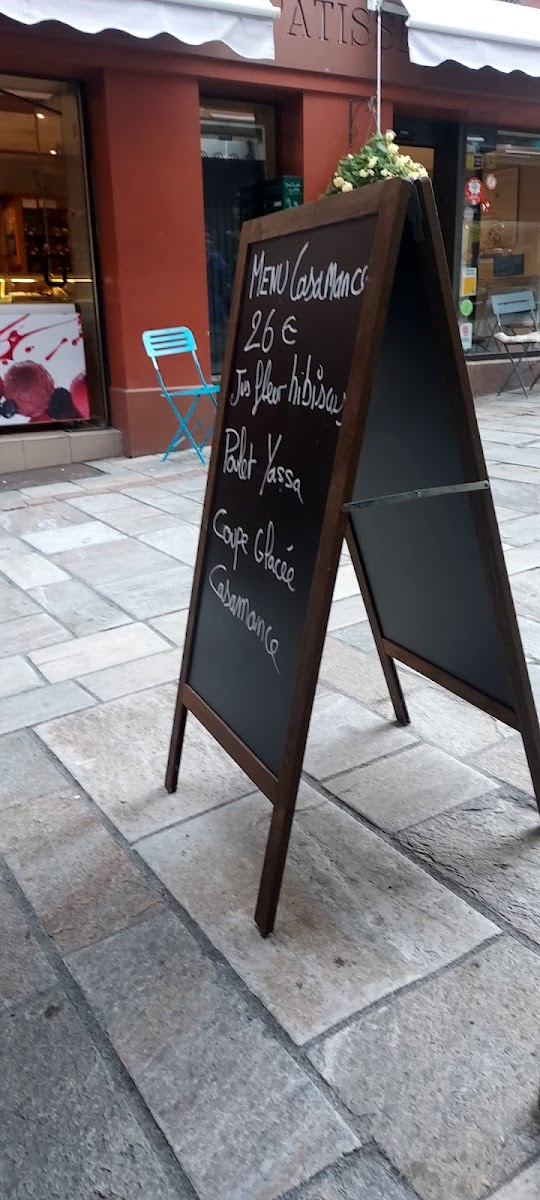 ATISS
MENU Casamance
26 €
Jus fleur hibiscus
Poulet Yassa
Coupe Glacée
Casamance